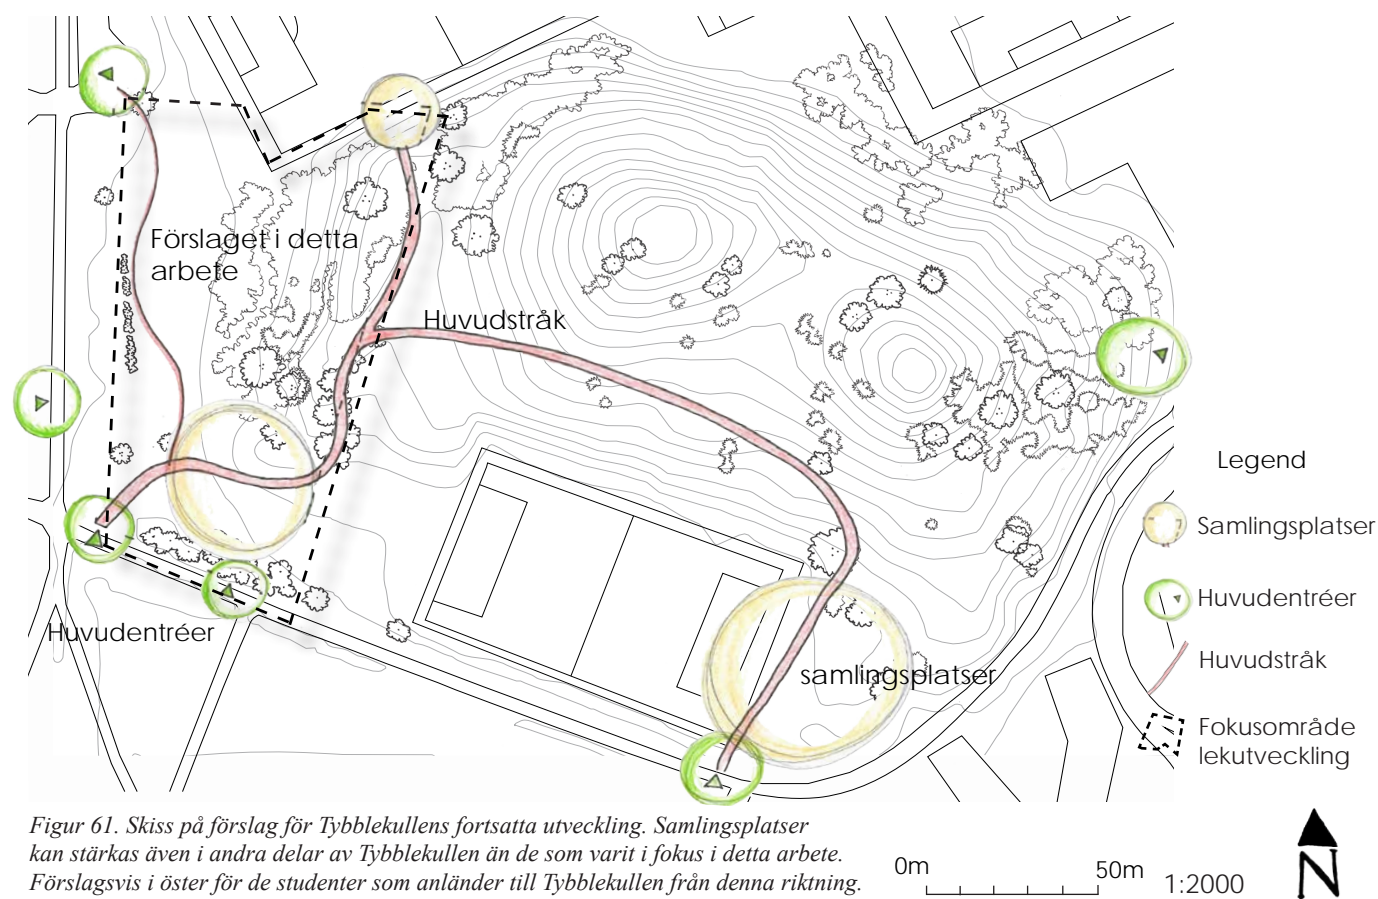 Förslaget i detta
arbete
Huvudstråk
Huvudentréer
samlingsplatser
Legend
Samlingsplatser
Huvudentréer
Huvudstråk
Fokusområde
lekutveckling
Figur 61. Skiss på förslag för Tybblekullens fortsatta utveckling. Samlingsplatser
kan stärkas även i andra delar av Tybblekullen än de som varit i fokus i detta arbete.
Förslagsvis i öster för de studenter som anländer till Tybblekullen från denna riktning.
0m 50m 1:2000
N